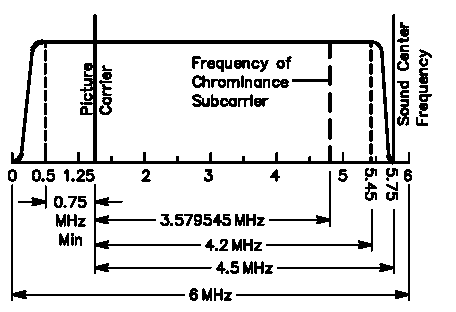 Frequency of
Chrominance
Subcarrier
Picture
Carrier
Sound Center
Frequency
0 0.5 1.25 2 3 4 5 5.45 5.75 6
0.75
MHz
Min
3.579545 MHz
4.2 MHz
4.5 MHz
6 MHz